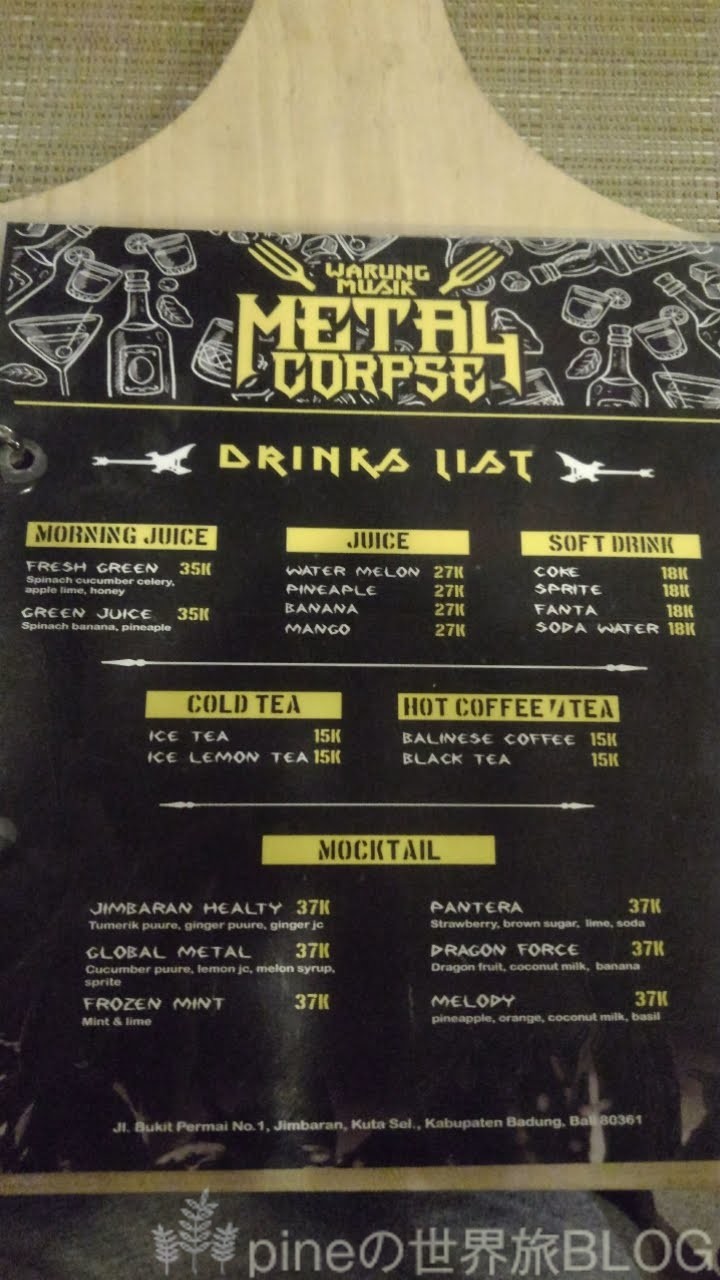 WARUNG
MUSIK
METAL
CORPSE
DRINKS LIST
MORNING JUICE
FRESH GREEN 35K
Spinach cucumber celery,
apple lime, honey
GREEN JUICE 35K
Spinach banana, pineaple
JUICE
WATER MELON 27K
PINEAPLE 27K
BANANA 27K
MANGO 27K
SOFT DRINK
COKE 18K
SPRITE 18K
FANTA 18K
SODA WATER 18K
COLD TEA
ICE TEA 15K
ICE LEMON TEA 15K
HOT COFFEE / TEA
BALINESE COFFEE 15K
BLACK TEA 15K
MOCKTAIL
JIMBARAN HEALTY 37K
Tumerik puure, ginger puure, ginger jc
GLOBAL METAL 37K
Cucumber puure, lemon jc, melon syrup,
sprite
FROZEN MINT 37K
Mint & lime
PANTERA 37K
Strawberry, brown sugar, lime, soda
DRAGON FORCE 37K
Dragon fruit, coconut milk, banana
MELODY 37K
pineapple, orange, coconut milk, basil
Jl. Bukit Permai No.1, Jimbaran, Kuta Sel., Kabupaten Badung, Bali 80361
pineの世界旅BLOG